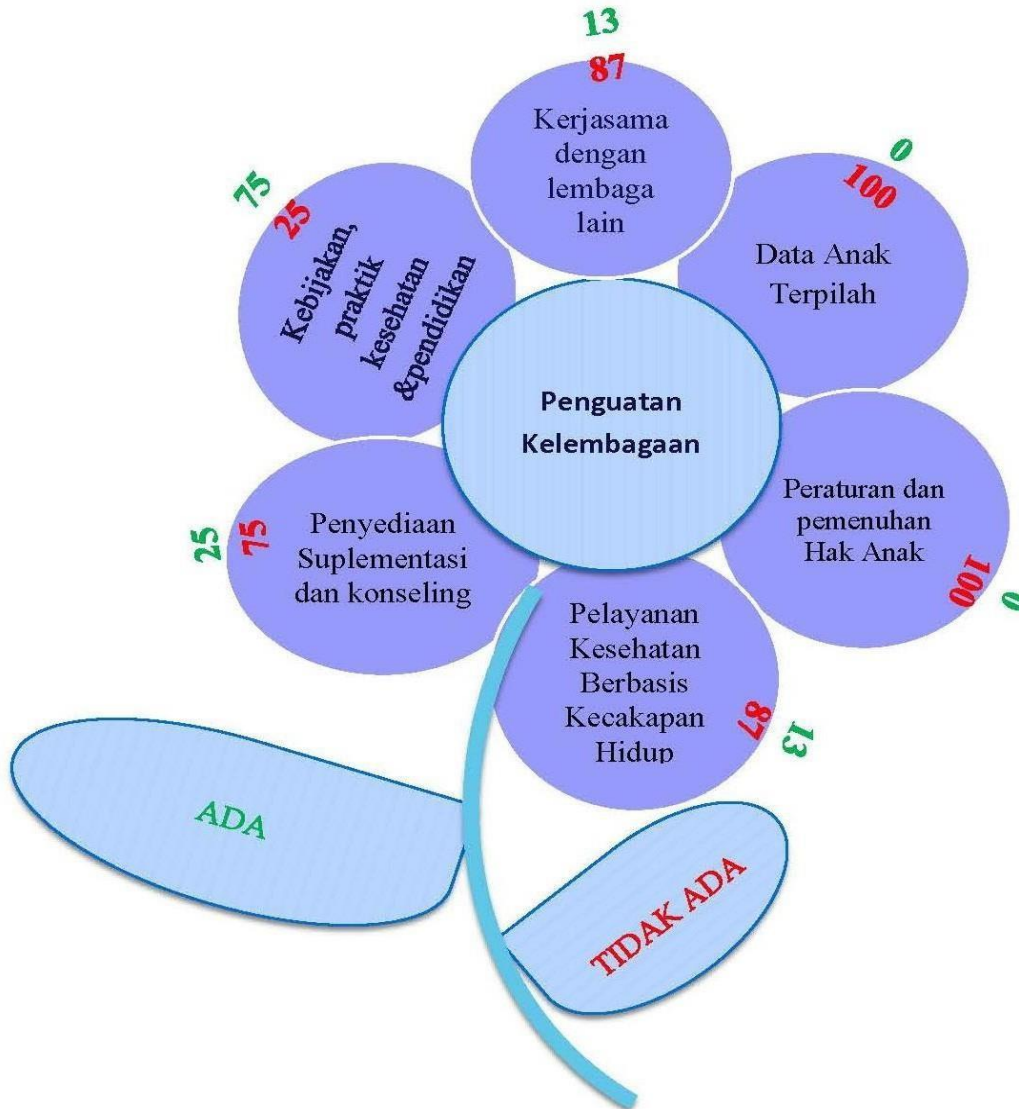 13
87
Kerjasama
dengan
lembaga
lain
0
100
Data Anak
Terpilah
75
25
Kebijakan,
praktik
kesehatan
&pendidikan
Penguatan
Kelembagaan
Peraturan dan
pemenuhan
Hak Anak
100
0
25
75
Penyediaan
Suplementasi
dan konseling
Pelayanan
Kesehatan
Berbasis
Kecakapan
Hidup
87
13
ADA
TIDAK ADA